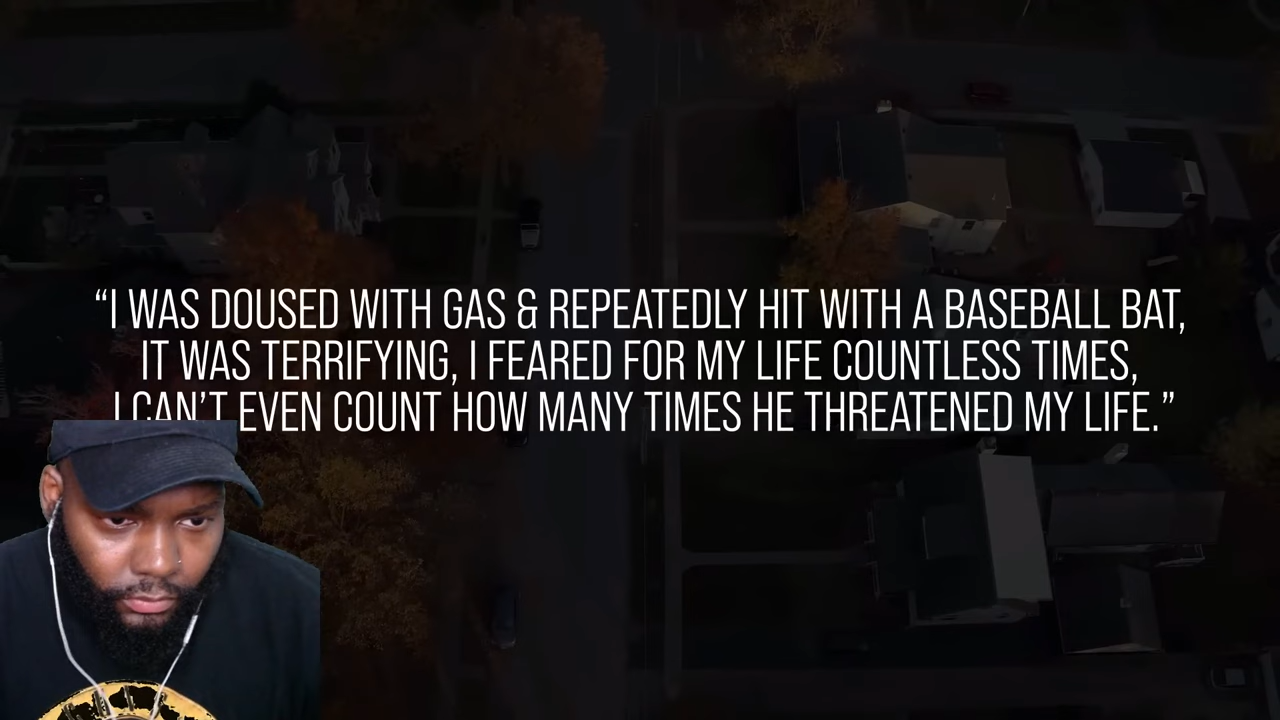 “I WAS DOUSED WITH GAS & REPEATEDLY HIT WITH A BASEBALL BAT,
IT WAS TERRIFYING, I FEARED FOR MY LIFE COUNTLESS TIMES,
I CAN’T EVEN COUNT HOW MANY TIMES HE THREATENED MY LIFE.”